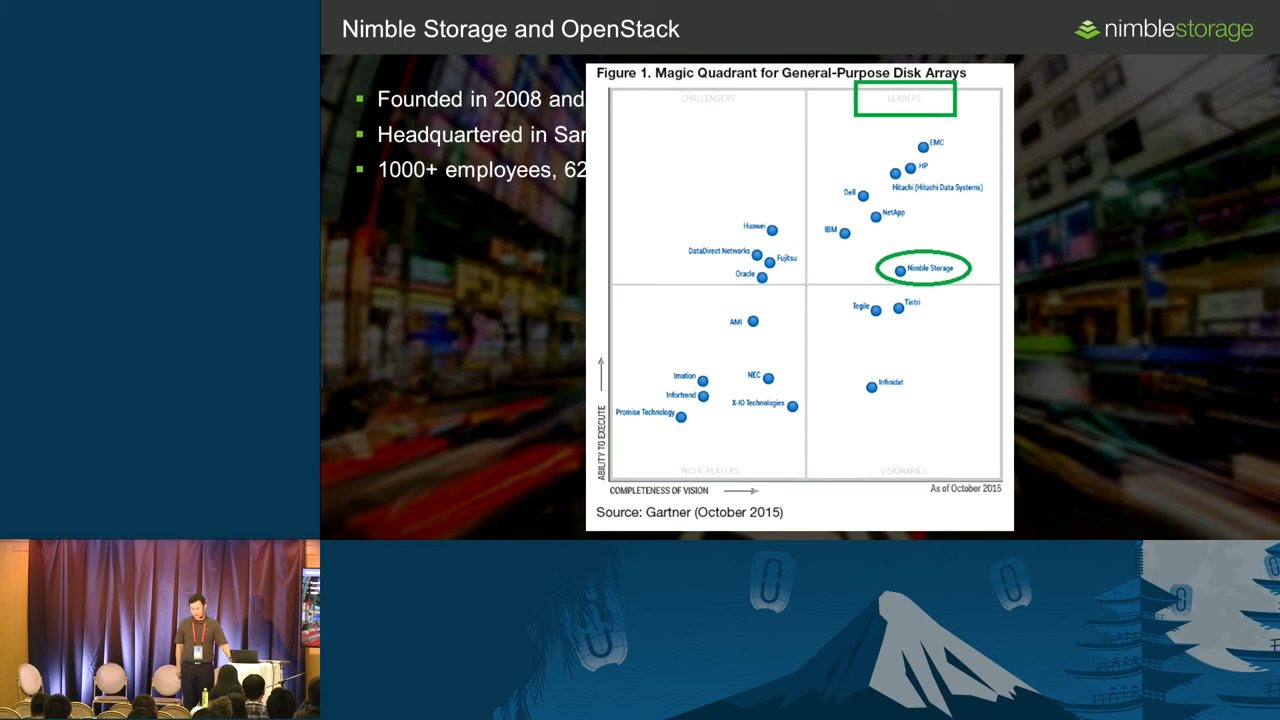 Nimble Storage and OpenStack
nimblestorage
Founded in 2008 and
Headquartered in San
1000+ employees, 62
Figure 1. Magic Quadrant for General-Purpose Disk Arrays
CHALLENGERS
LEADERS
EMC
HP
Hitachi (Hitachi Data Systems)
Dell
NetApp
IBM
Huawei
DataDirect Networks
Fujitsu
Oracle
Nimble Storage
Tegile
Tintri
AMI
Imation
NEC
Infinidat
Infortrend
X-IO Technologies
Promise Technology
ABILITY TO EXECUTE
NICHE PLAYERS
VISIONARIES
COMPLETENESS OF VISION
As of October 2015
Source: Gartner (October 2015)